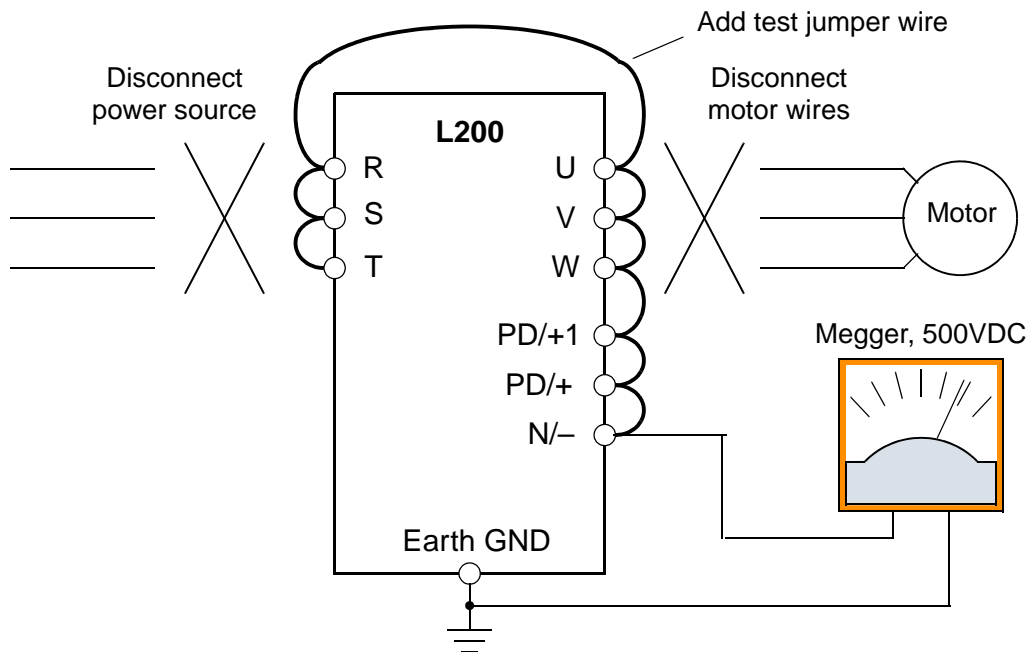 Add test jumper wire
Disconnect
power source
Disconnect
motor wires
L200
R
U
S
V
Motor
T
W
PD/+1
Megger, 500VDC
PD/+
N/–
Earth GND